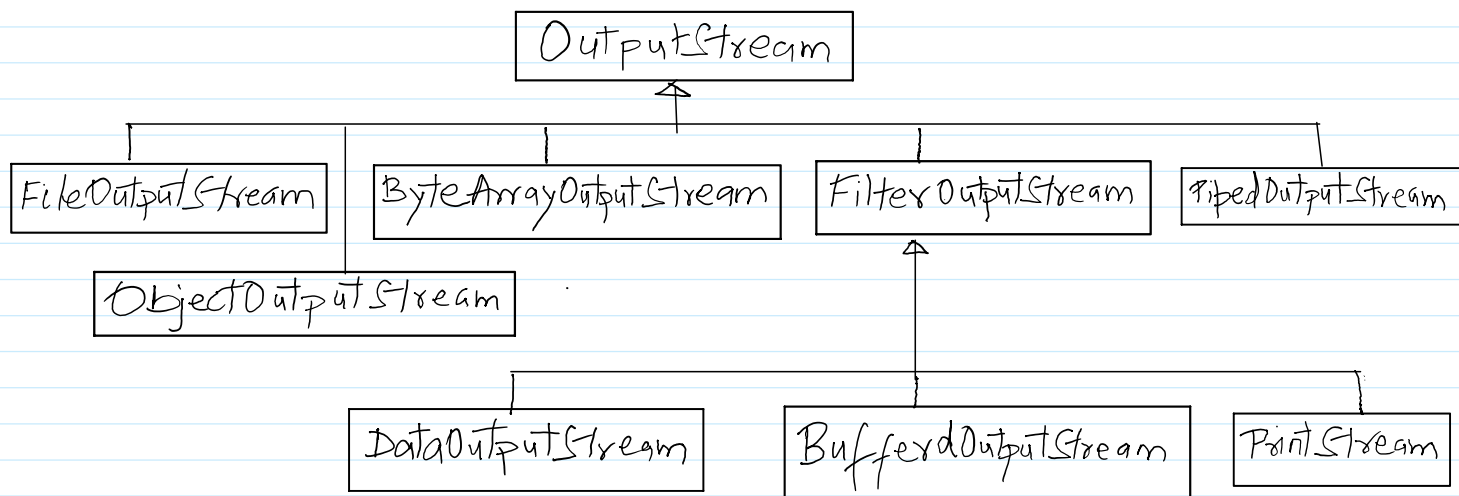 OutputStream
FileOutputStream
ByteArrayOutputStream
FilterOutputStream
PipedOutputStream
ObjectOutputStream
DataOutputStream
BufferdOutputStream
PrintStream